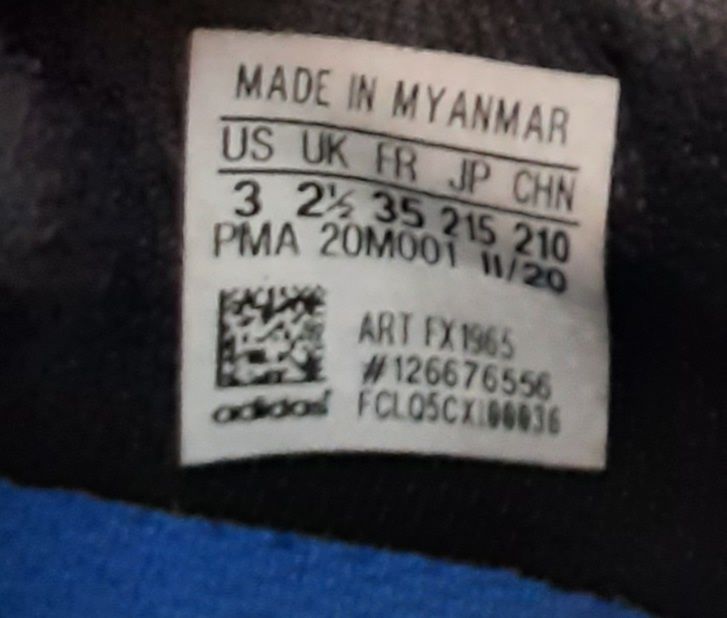 MADE IN MYANMAR
US UK FR JP CHN
3 2½ 35 215 210
PMA 20M001 11/20
ART FX1965
#126676556
adidas